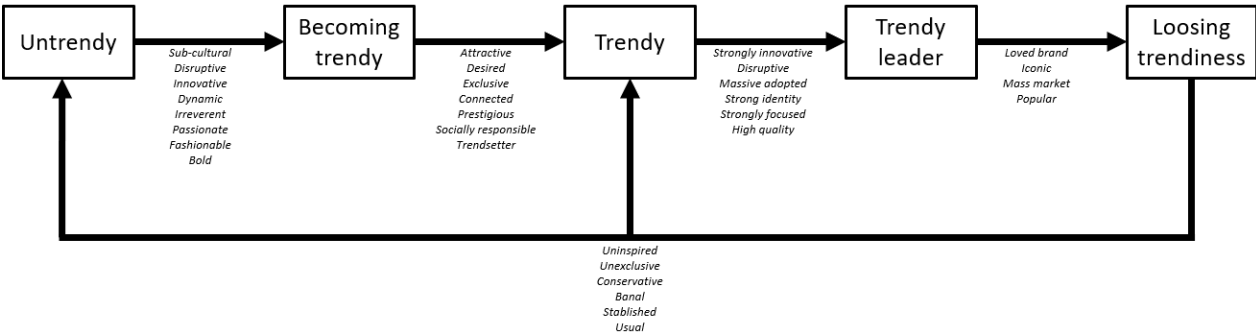 Untrendy
Sub-cultural
Disruptive
Innovative
Dynamic
Irreverent
Passionate
Fashionable
Bold
Becoming
trendy
Attractive
Desired
Exclusive
Connected
Prestigious
Socially responsible
Trendsetter
Trendy
Strongly innovative
Disruptive
Massive adopted
Strong identity
Strongly focused
High quality
Trendy
leader
Loved brand
Iconic
Mass market
Popular
Loosing
trendiness
Uninspired
Unexclusive
Conservative
Banal
Stablished
Usual